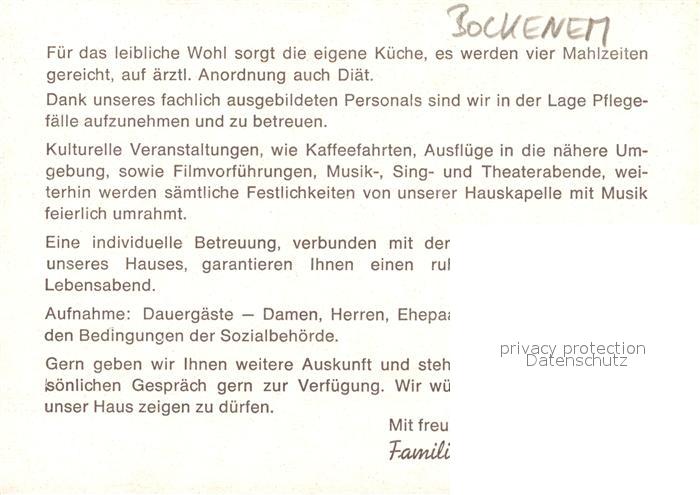 BOCKENEM
Für das leibliche Wohl sorgt die eigene Küche, es werden vier Mahlzeiten
gereicht, auf ärztl. Anordnung auch Diät.
Dank unseres fachlich ausgebildeten Personals sind wir in der Lage Pflege-
fälle aufzunehmen und zu betreuen.
Kulturelle Veranstaltungen, wie Kaffeefahrten, Ausflüge in die nähere Um-
gebung, sowie Filmvorführungen, Musik-, Sing- und Theaterabende, wei-
terhin werden sämtliche Festlichkeiten von unserer Hauskapelle mit Musik
feierlich umrahmt.
Eine individuelle Betreuung, verbunden mit der
unseres Hauses, garantieren Ihnen einen
Lebensabend.
Aufnahme: Dauergäste — Damen, Herren,
den Bedingungen der Sozialbehörde.
Gern geben wir Ihnen weitere Auskunft und
sönlichen Gespräch gern zur Verfügung. Wir
unser Haus zeigen zu dürfen.
Mit
privacy protection
Datenschutz